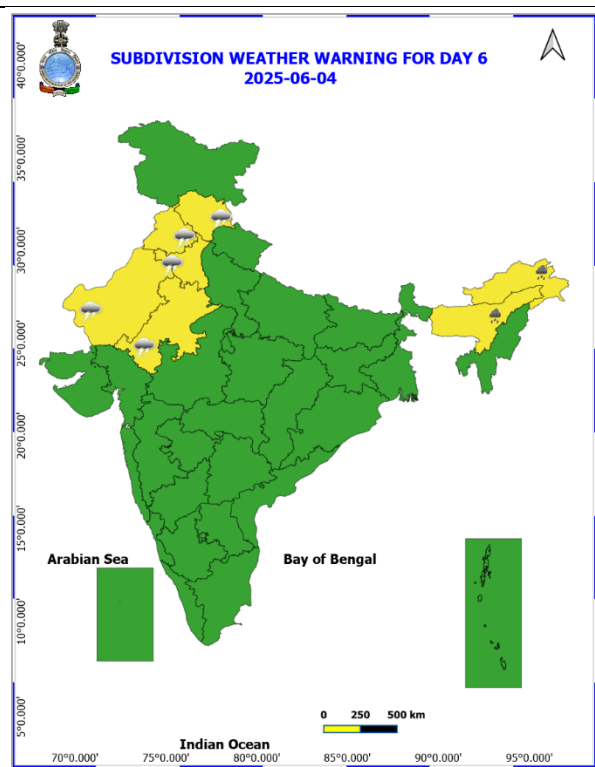 SUBDIVISION WEATHER WARNING FOR DAY 6
2025-06-04
40°0.000'
35°0.000'
30°0.000'
25°0.000'
20°0.000'
15°0.000'
10°0.000'
5°0.000'
Arabian Sea
Bay of Bengal
0 250 500 km
Indian Ocean
70°0.000' 75°0.000' 80°0.000' 85°0.000' 90°0.000' 95°0.000'